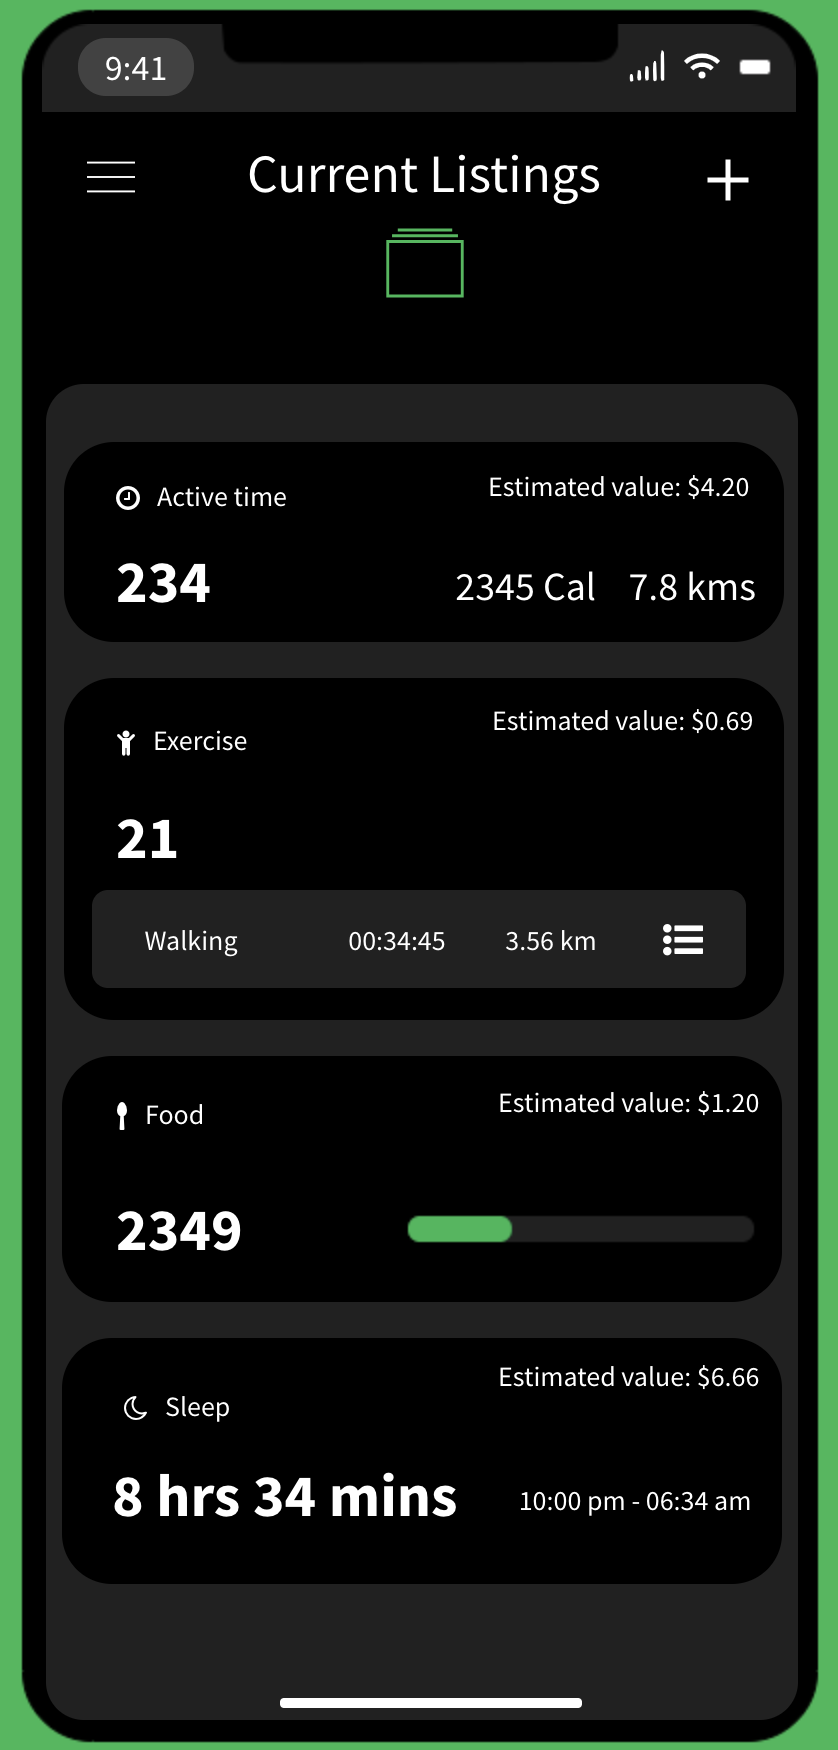 9:41
Current Listings
Active time
Estimated value: $4.20
234
2345 Cal 7.8 kms
Exercise
Estimated value: $0.69
21
Walking 00:34:45 3.56 km
Food
Estimated value: $1.20
2349
Sleep
Estimated value: $6.66
8 hrs 34 mins
10:00 pm - 06:34 am